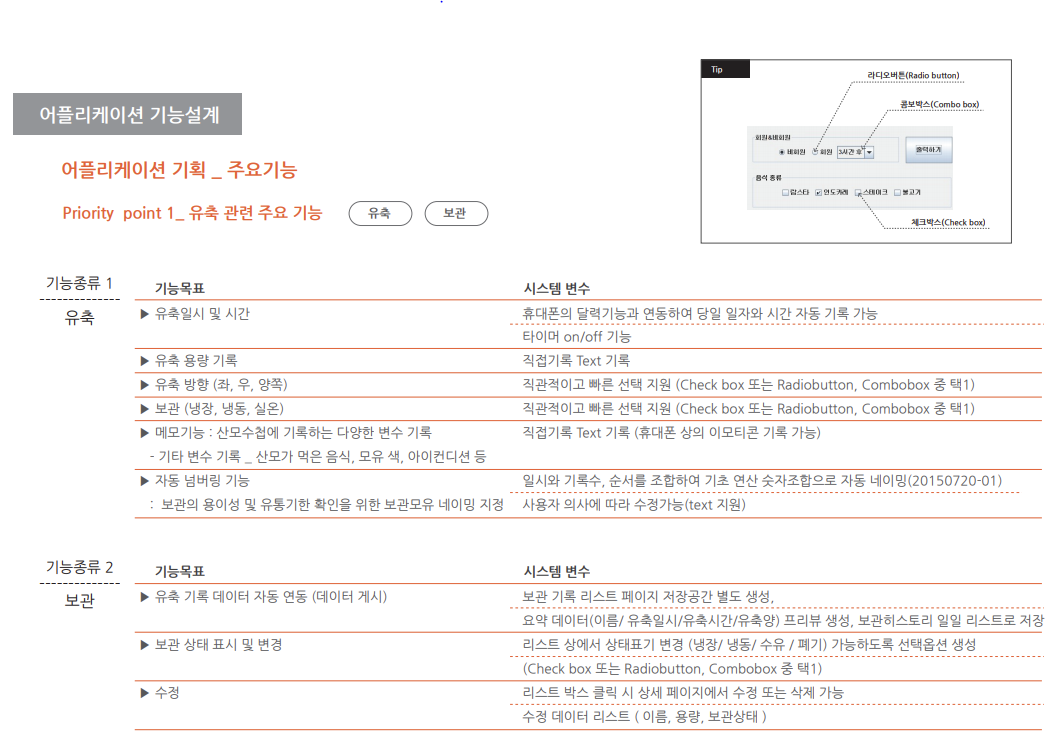 Tip
라디오버튼(Radio button)
콤보박스(Combo box)
회원&비회원
비회원 회원 3시간 후 출력하기
음식 종류
랍스타 인도카레 스테이크 불고기
체크박스(Check box)
어플리케이션 기능설계
어플리케이션 기획 _ 주요기능
Priority point 1_ 유축 관련 주요 기능 유축 보관
기능종류 1
유축
기능목표 시스템 변수
▶ 유축일시 및 시간 휴대폰의 달력기능과 연동하여 당일 일자와 시간 자동 기록 가능
타이머 on/off 기능
▶ 유축 용량 기록 직접기록 Text 기록
▶ 유축 방향 (좌, 우, 양쪽) 직관적이고 빠른 선택 지원 (Check box 또는 Radiobutton, Combobox 중 택1)
▶ 보관 (냉장, 냉동, 실온) 직관적이고 빠른 선택 지원 (Check box 또는 Radiobutton, Combobox 중 택1)
▶ 메모기능 : 산모수첩에 기록하는 다양한 변수 기록 직접기록 Text 기록 (휴대폰 상의 이모티콘 기록 가능)
- 기타 변수 기록 _ 산모가 먹은 음식, 모유 색, 아이컨디션 등
▶ 자동 넘버링 기능 일시와 기록수, 순서를 조합하여 기초 연산 숫자조합으로 자동 네이밍(20150720-01)
: 보관의 용이성 및 유통기한 확인을 위한 보관모유 네이밍 지정 사용자 의사에 따라 수정가능(text 지원)
기능종류 2
보관
기능목표 시스템 변수
▶ 유축 기록 데이터 자동 연동 (데이터 게시) 보관 기록 리스트 페이지 저장공간 별도 생성,
요약 데이터(이름/ 유축일시/유축시간/유축양) 프리뷰 생성, 보관히스토리 일일 리스트로 저장
▶ 보관 상태 표시 및 변경 리스트 상에서 상태표기 변경 (냉장/ 냉동/ 수유 / 폐기) 가능하도록 선택옵션 생성
(Check box 또는 Radiobutton, Combobox 중 택1)
▶ 수정 리스트 박스 클릭 시 상세 페이지에서 수정 또는 삭제 가능
수정 데이터 리스트 ( 이름, 용량, 보관상태 )